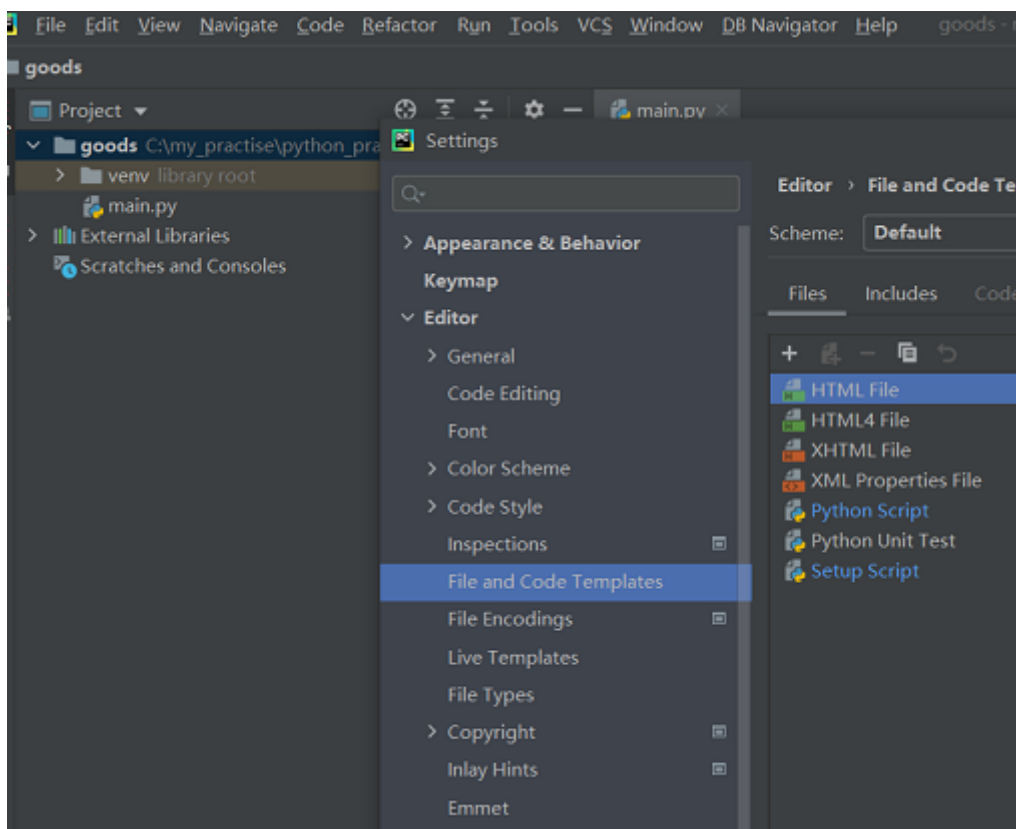 File Edit View Navigate Code Refactor Run Tools VCS Window DB Navigator Help goods -
goods
Project
main.py
goods C:\my_practise\python_pra
venv library root
main.py
External Libraries
Scratches and Consoles
Settings
Appearance & Behavior
Keymap
Editor
General
Code Editing
Font
Color Scheme
Code Style
Inspections
File and Code Templates
File Encodings
Live Templates
File Types
Copyright
Inlay Hints
Emmet
Editor › File and Code Te
Scheme: Default
Files Includes Code
HTML File
HTML4 File
XHTML File
XML Properties File
Python Script
Python Unit Test
Setup Script